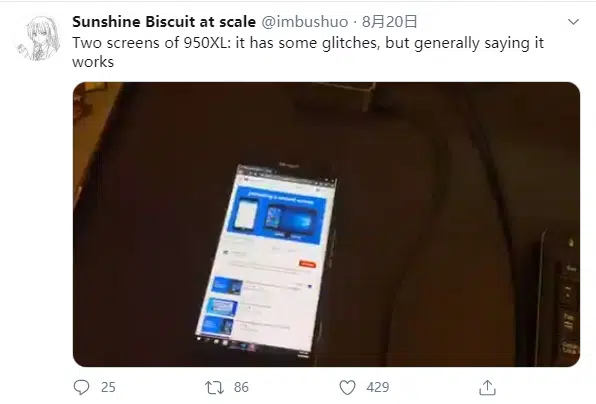 Sunshine Biscuit at scale @imbushuo · 8月20日
Two screens of 950XL: it has some glitches, but generally saying it
works
25 86 429